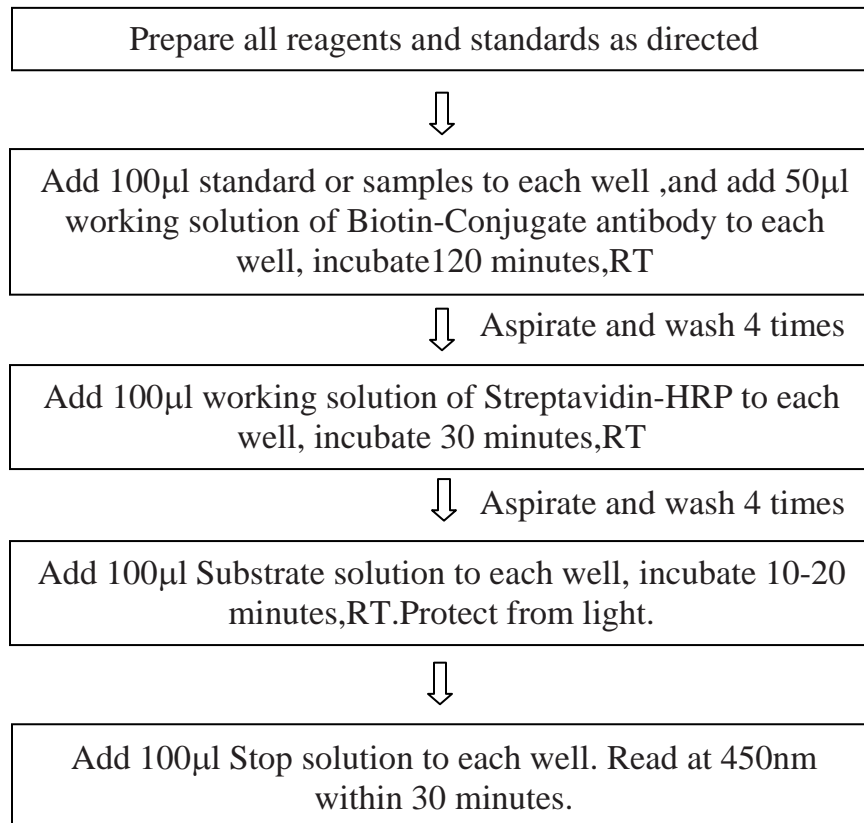 Prepare all reagents and standards as directed
Add 100μl standard or samples to each well ,and add 50μl
working solution of Biotin-Conjugate antibody to each
well, incubate120 minutes,RT
Aspirate and wash 4 times
Add 100μl working solution of Streptavidin-HRP to each
well, incubate 30 minutes,RT
Aspirate and wash 4 times
Add 100μl Substrate solution to each well, incubate 10-20
minutes,RT.Protect from light.
Add 100μl Stop solution to each well. Read at 450nm
within 30 minutes.